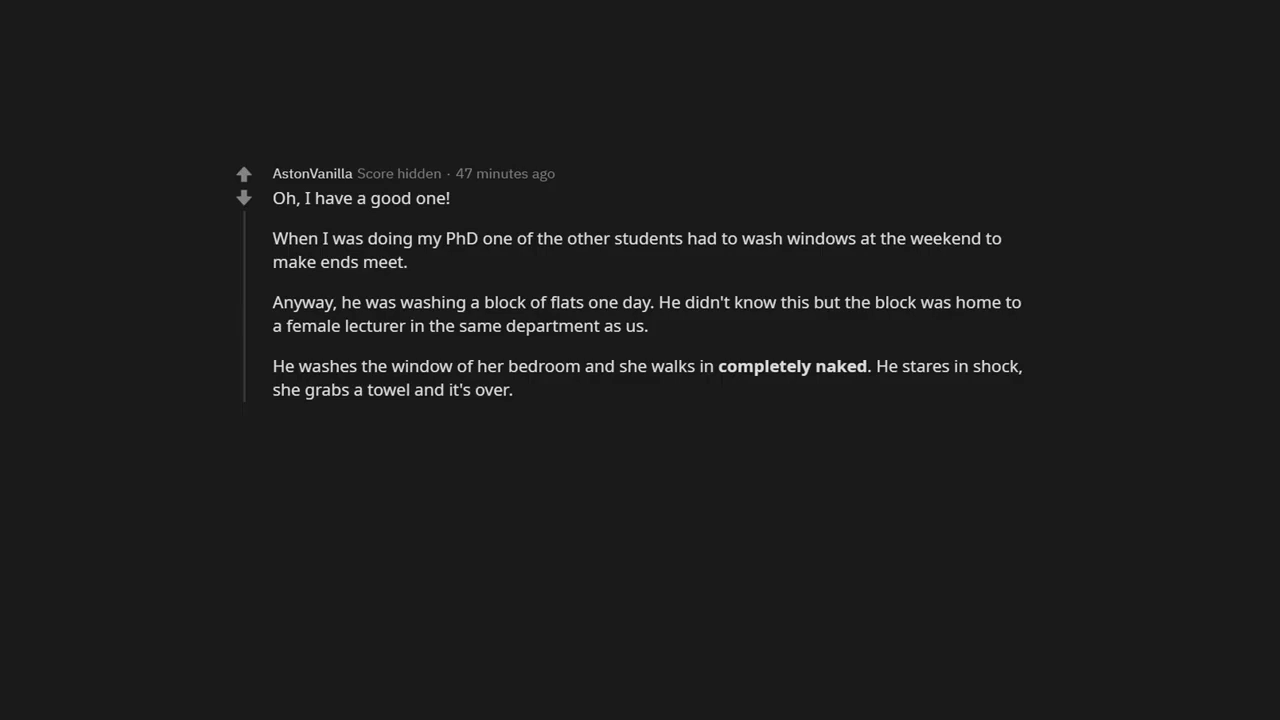 AstonVanilla Score hidden · 47 minutes ago
Oh, I have a good one!
When I was doing my PhD one of the other students had to wash windows at the weekend to
make ends meet.
Anyway, he was washing a block of flats one day. He didn't know this but the block was home to
a female lecturer in the same department as us.
He washes the window of her bedroom and she walks in completely naked. He stares in shock,
she grabs a towel and it's over.